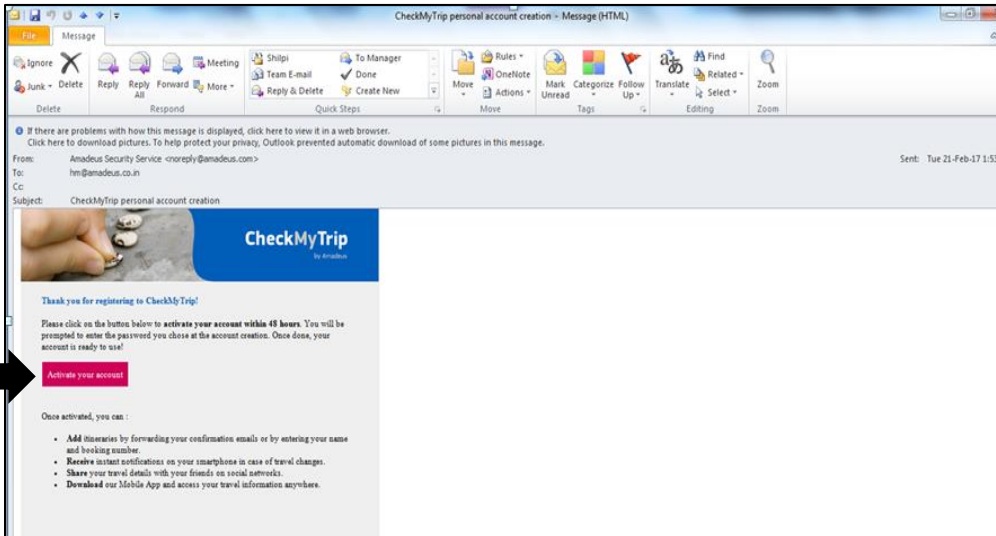 CheckMyTrip personal account creation - Message (HTML)
File Message
Ignore
Junk
Delete
Reply
Reply All
Forward
Meeting
More
Delete
Respond
Shilpi
Team E-mail
Reply & Delete
To Manager
Done
Create New
Quick Steps
Move
Rules
OneNote
Actions
Move
Mark Unread
Categorize
Follow Up
Tags
Translate
Find
Related
Select
Editing
Zoom
Zoom
If there are problems with how this message is displayed, click here to view it in a web browser.
Click here to download pictures. To help protect your privacy, Outlook prevented automatic download of some pictures in this message.
From: Amadeus Security Service <noreply@amadeus.com>
Sent: Tue 21-Feb-17 1:53
To: hm@amadeus.co.in
Cc
Subject: CheckMyTrip personal account creation
CheckMyTrip
by Amadeus
Thank you for registering to CheckMyTrip!
Please click on the button below to activate your account within 48 hours. You will be
prompted to enter the password you chose at the account creation. Once done, your
account is ready to use!
Activate your account
Once activated, you can :
• Add itineraries by forwarding your confirmation emails or by entering your name
and booking number.
• Receive instant notifications on your smartphone in case of travel changes.
• Share your travel details with your friends on social networks.
• Download our Mobile App and access your travel information anywhere.